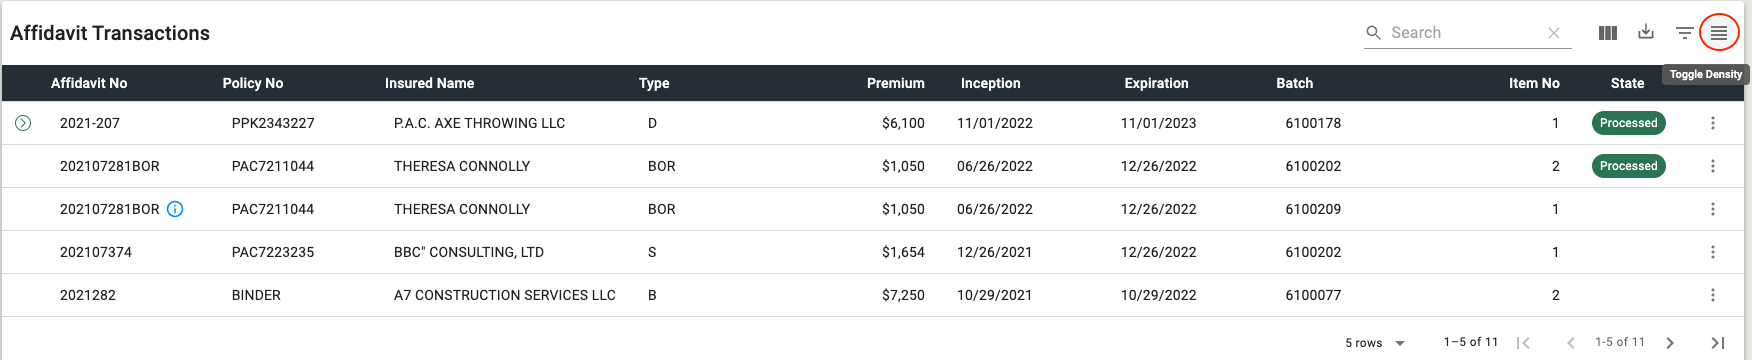 Affidavit Transactions
Search
Toggle Density
Affidavit No Policy No Insured Name Type Premium Inception Expiration Batch Item No State
2021-207 PPK2343227 P.A.C. AXE THROWING LLC D $6,100 11/01/2022 11/01/2023 6100178 1 Processed
202107281BOR PAC7211044 THERESA CONNOLLY BOR $1,050 06/26/2022 12/26/2022 6100202 2 Processed
202107281BOR PAC7211044 THERESA CONNOLLY BOR $1,050 06/26/2022 12/26/2022 6100209 1
202107374 PAC7223235 BBC" CONSULTING, LTD S $1,654 12/26/2021 12/26/2021 6100202 1
2021282 BINDER A7 CONSTRUCTION SERVICES LLC B $7,250 10/29/2021 10/29/2022 6100077 2
5 rows 1–5 of 11 1-5 of 11